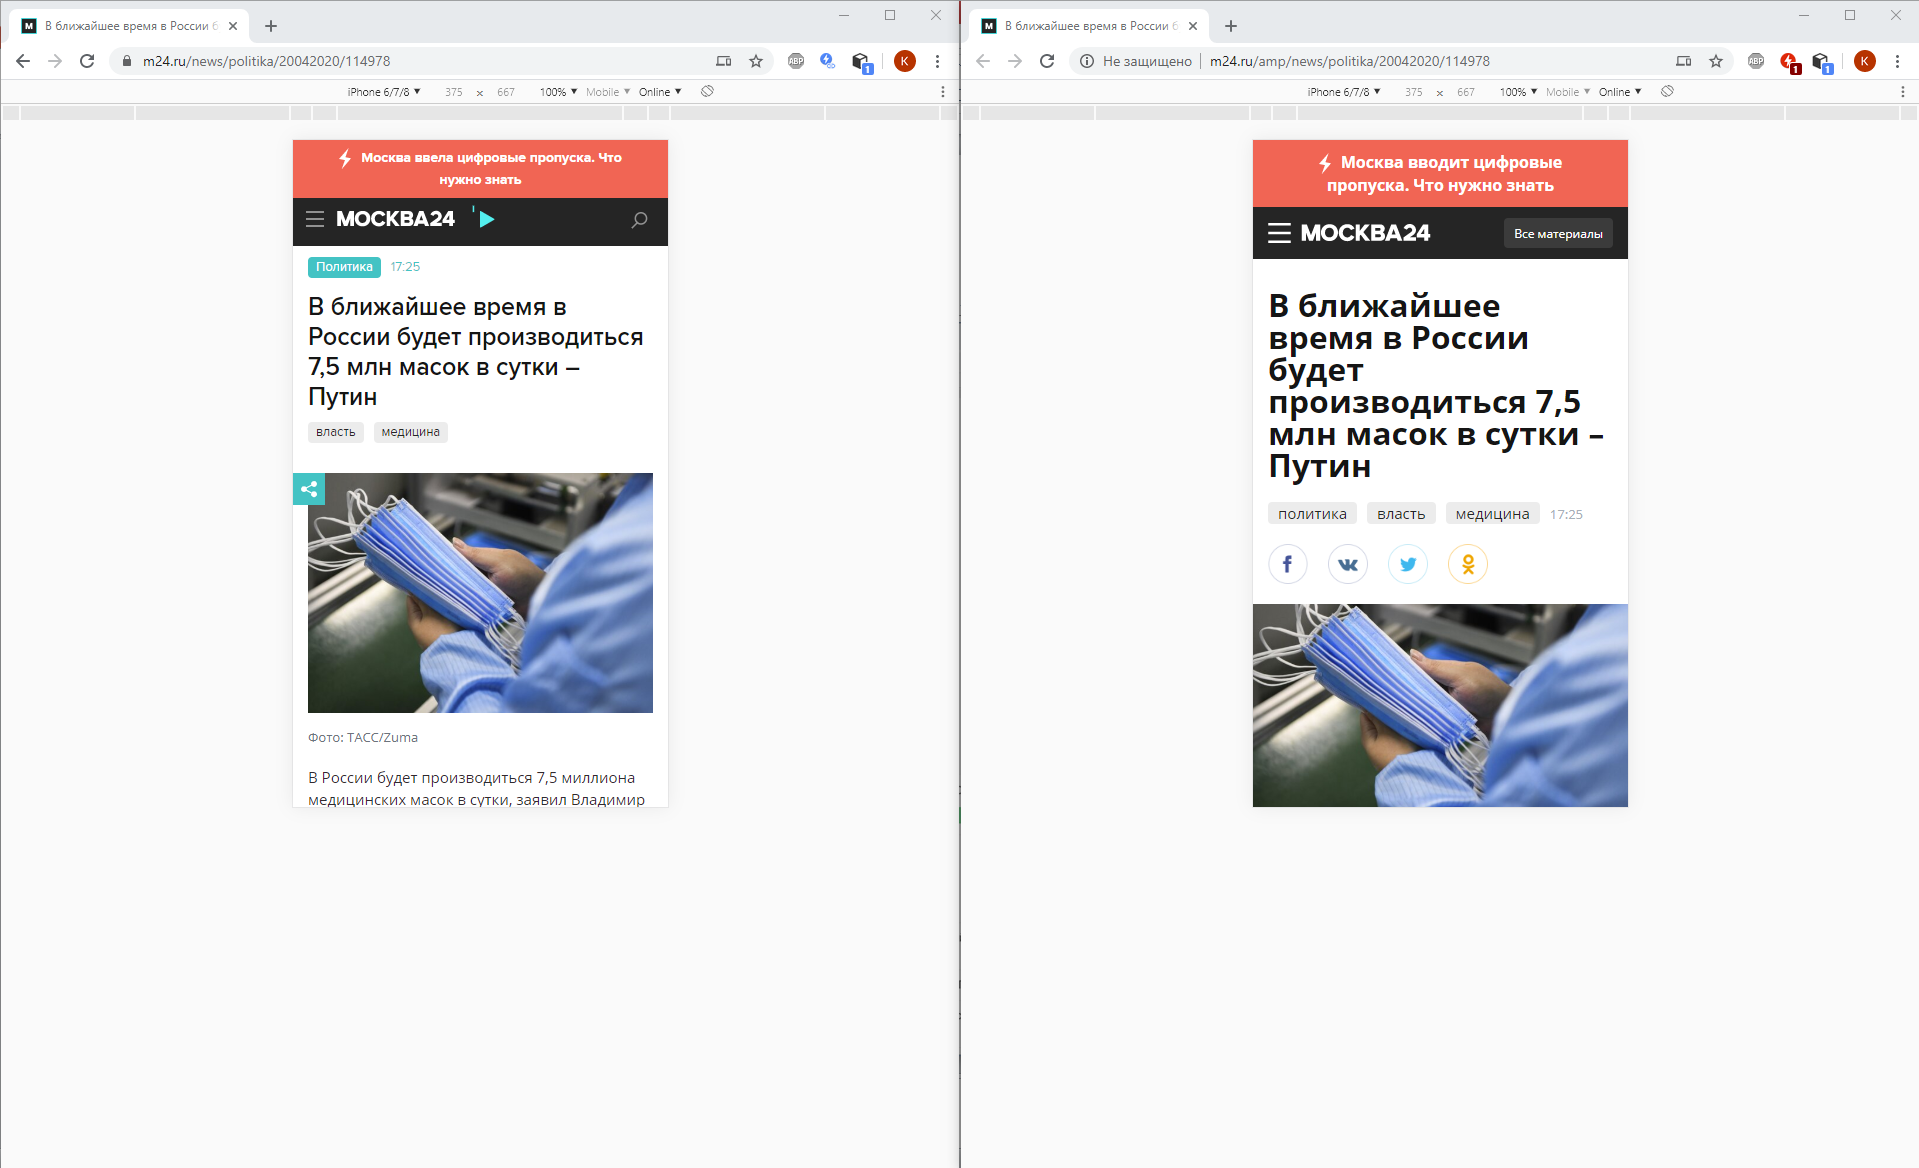 В ближайшее время в России б
m24.ru/news/politika/20042020/114978
ABP
1
K
iPhone 6/7/8 ▼ 375 x 667 100% ▼ Mobile ▼ Online ▼
Москва ввела цифровые пропуска. Что
нужно знать
МОСКВА24
Политика 17:25
В ближайшее время в
России будет производиться
7,5 млн масок в сутки –
Путин
власть медицина
Фото: ТАСС/Zuma
В России будет производиться 7,5 миллиона
медицинских масок в сутки, заявил Владимир
В ближайшее время в России б
Не защищено m24.ru/amp/news/politika/20042020/114978
ABP
1
1
K
iPhone 6/7/8 ▼ 375 x 667 100% ▼ Mobile ▼ Online ▼
Москва вводит цифровые
пропуска. Что нужно знать
МОСКВА24 Все материалы
В ближайшее
время в России
будет
производиться 7,5
млн масок в сутки –
Путин
политика власть медицина 17:25